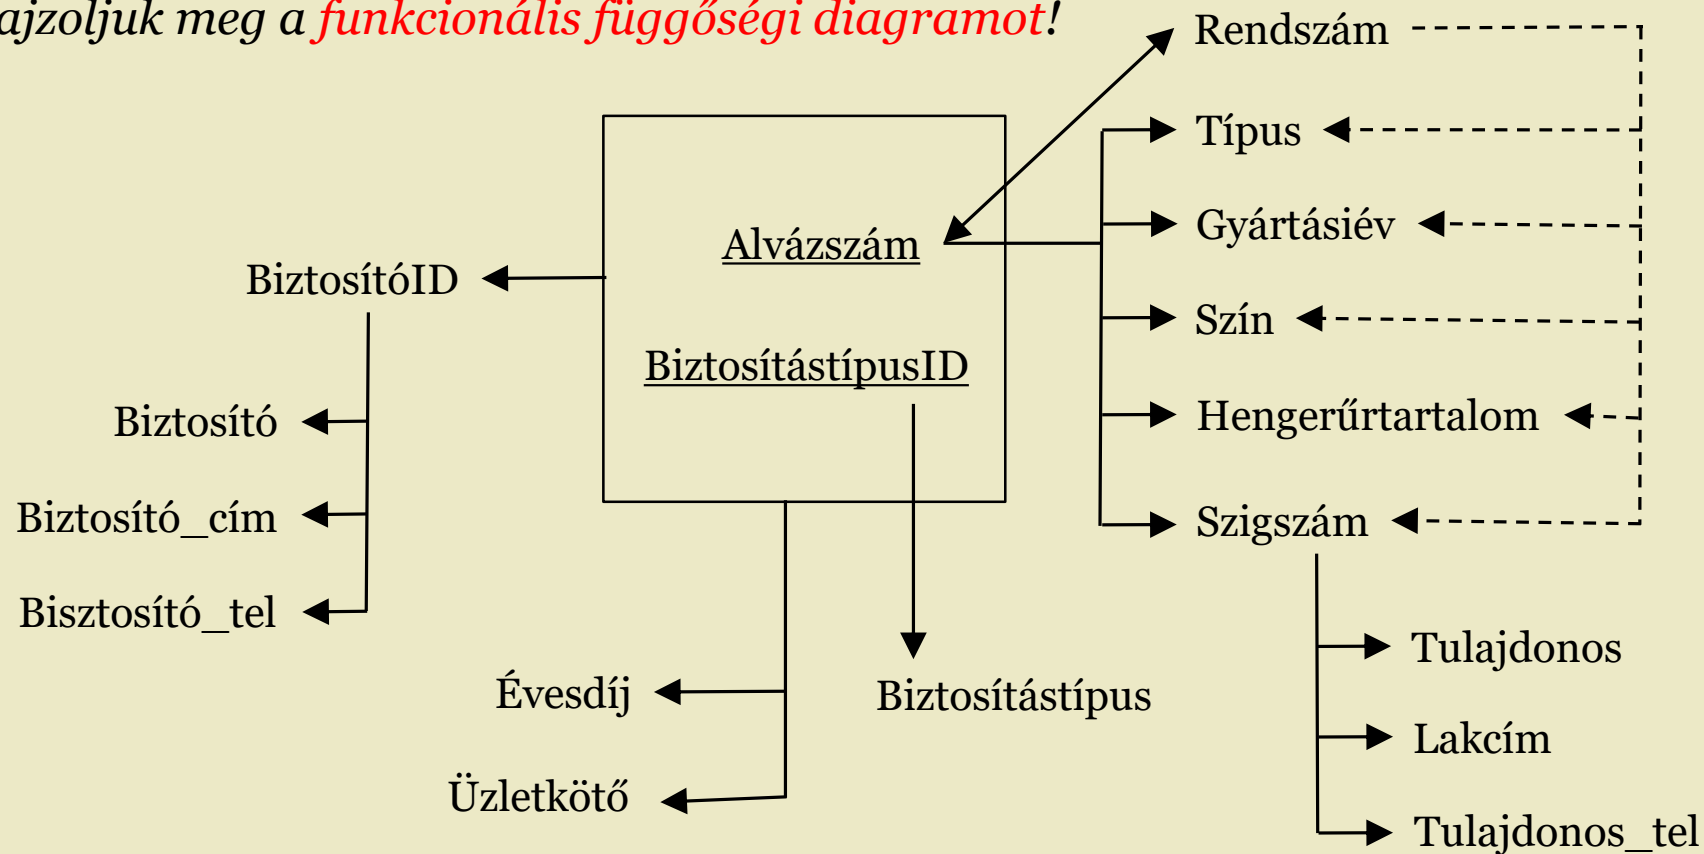 ajzoljuk meg a funkcionális függőségi diagramot!
Rendszám
Típus
Gyártásiév
Alvázszám
BiztosítóID
Szín
BiztosítástípusID
Hengerűrtartalom
Biztosító
Biztosító_cím
Szigszám
Bisztosító_tel
Tulajdonos
Évesdíj
Biztosítástípus
Lakcím
Üzletkötő
Tulajdonos_tel